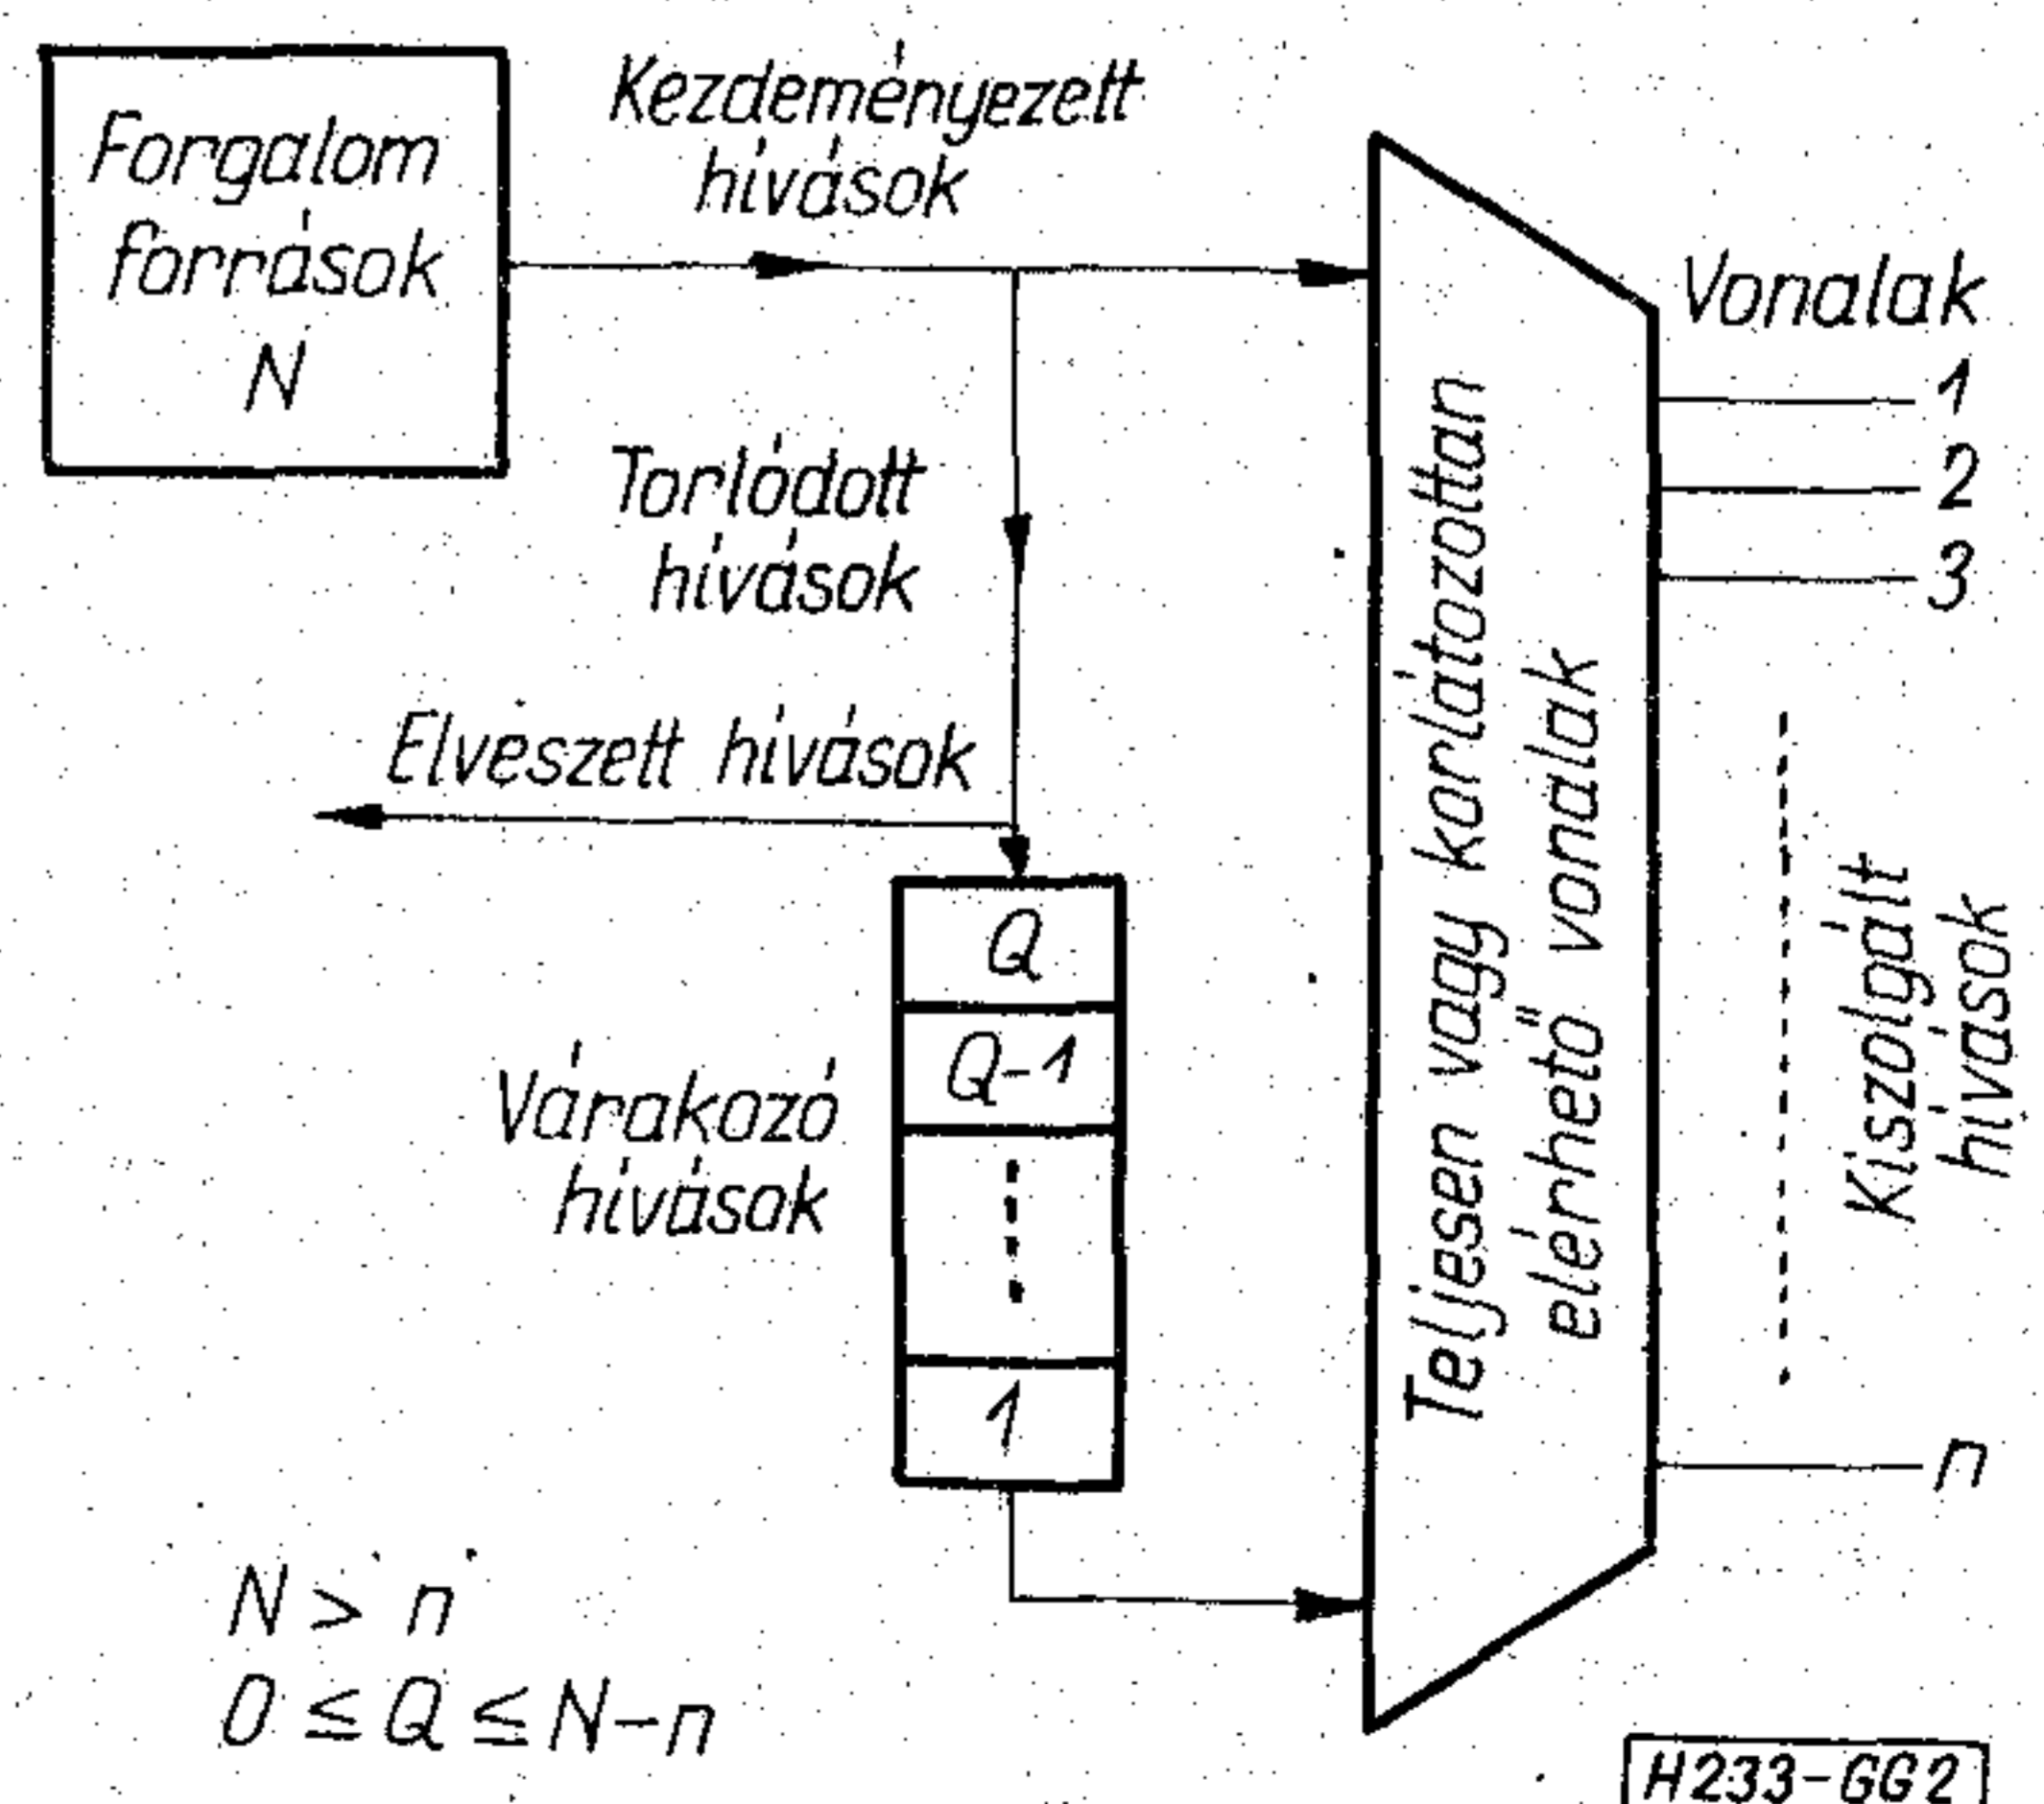 Forgalom
források
N
Kezdeményezett
hívások
Torlódott
hívások
Elveszett hívások
Q
Q-1
1
Várakozó
hívások
Teljesen vagy korlátozottan
elérhető vonalak
Vonalak
1
2
3
n
Kiszolgált
hívások
N > n
0 ≤ Q ≤ N-n
H233-GG2